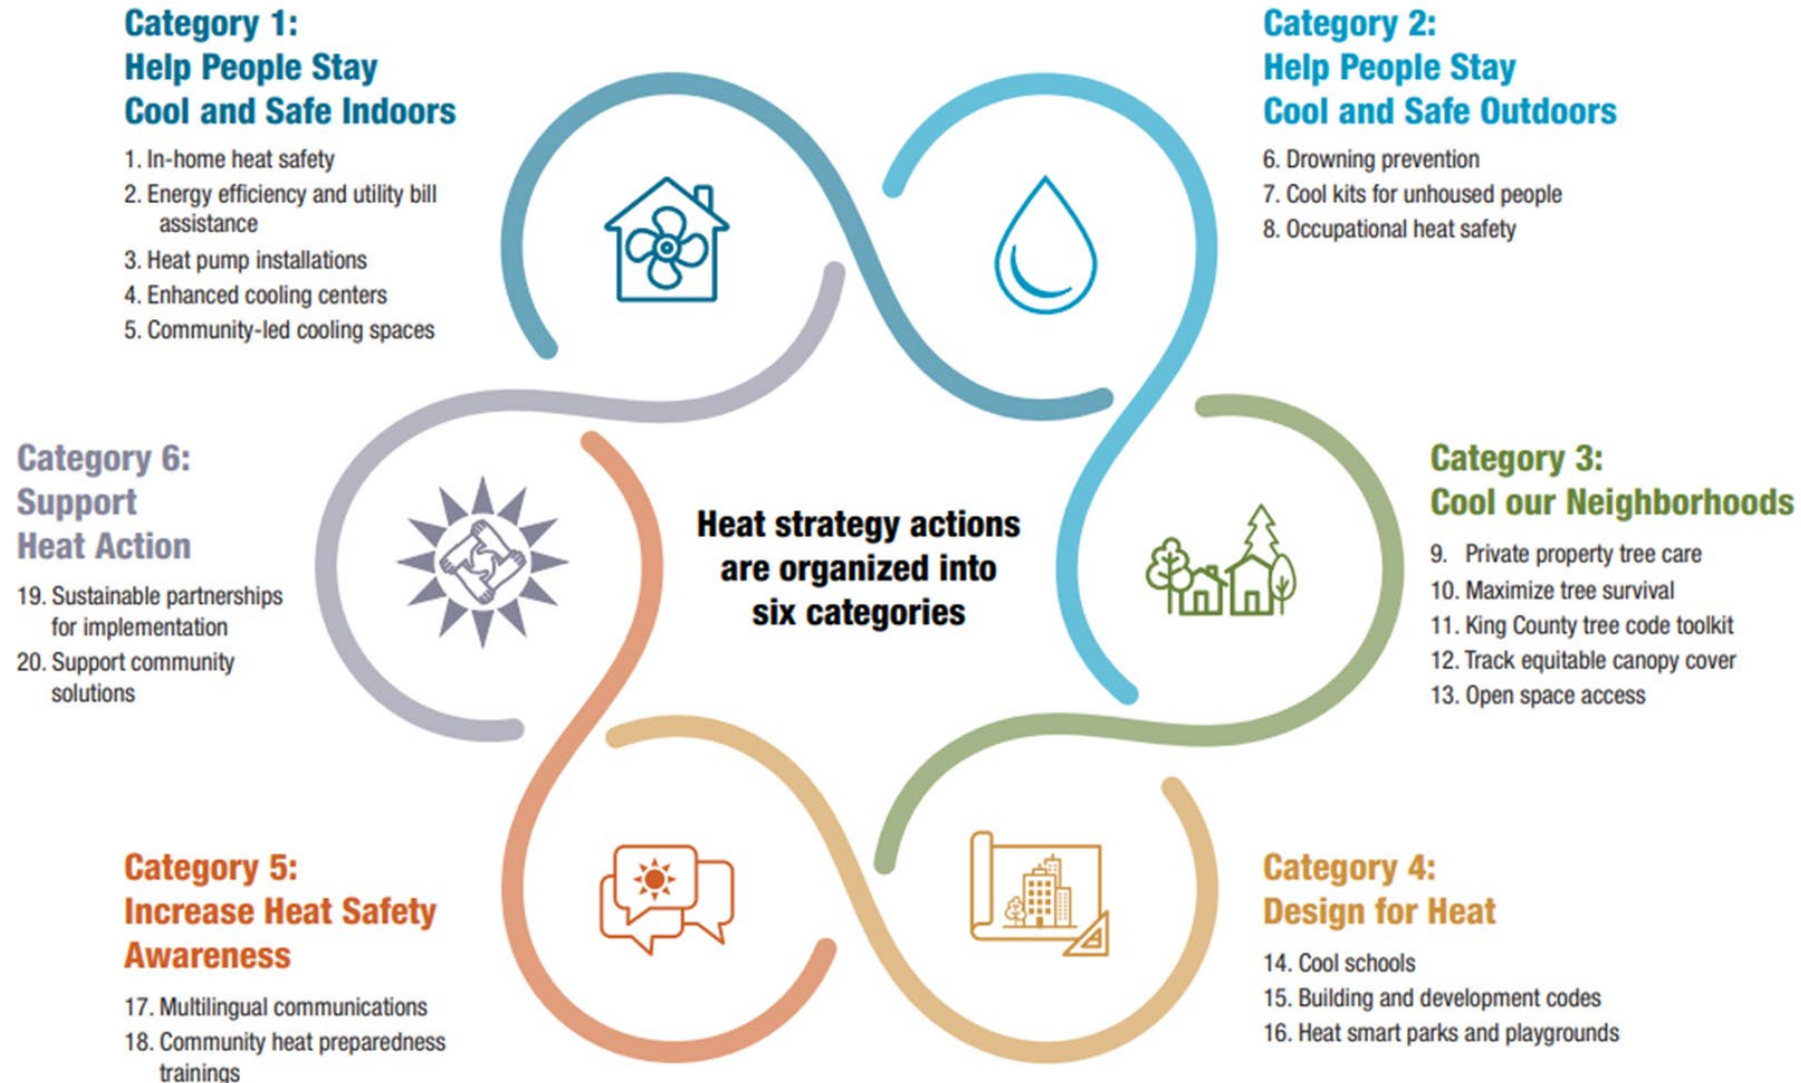 Category 1:
Help People Stay
Cool and Safe Indoors
1. In-home heat safety
2. Energy efficiency and utility bill
assistance
3. Heat pump installations
4. Enhanced cooling centers
5. Community-led cooling spaces
Category 2:
Help People Stay
Cool and Safe Outdoors
6. Drowning prevention
7. Cool kits for unhoused people
8. Occupational heat safety
Category 3:
Cool our Neighborhoods
9. Private property tree care
10. Maximize tree survival
11. King County tree code toolkit
12. Track equitable canopy cover
13. Open space access
Category 4:
Design for Heat
14. Cool schools
15. Building and development codes
16. Heat smart parks and playgrounds
Category 5:
Increase Heat Safety
Awareness
17. Multilingual communications
18. Community heat preparedness
trainings
Category 6:
Support
Heat Action
19. Sustainable partnerships
for implementation
20. Support community
solutions
Heat strategy actions
are organized into
six categories